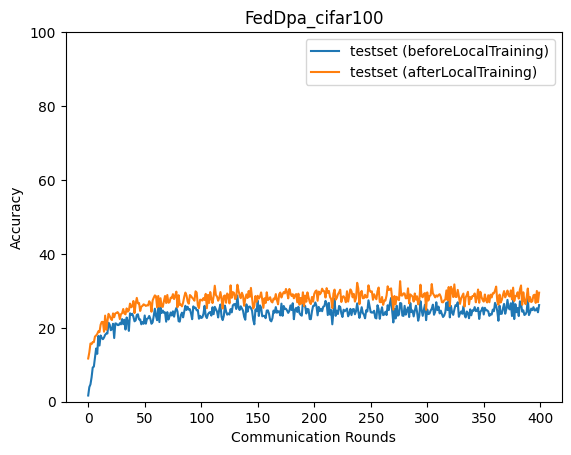 FedDpa_cifar100
testset (beforeLocalTraining)
testset (afterLocalTraining)
100
80
60
40
20
0
Accuracy
0 50 100 150 200 250 300 350 400
Communication Rounds